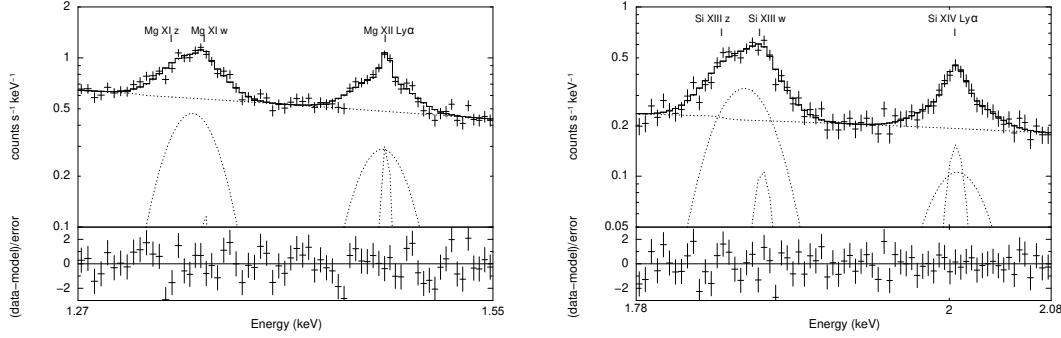 Mg XI z Mg XI w Mg XII Lyα
2
1
0.5
0.2
0.1
counts s⁻¹ keV⁻¹
2
0
−2
(data−model)/error
1.27 1.55
Energy (keV)
Si XIII z Si XIII w Si XIV Lyα
1
0.5
0.2
0.1
0.05
counts s⁻¹ keV⁻¹
2
0
−2
(data−model)/error
1.78 2 2.08
Energy (keV)